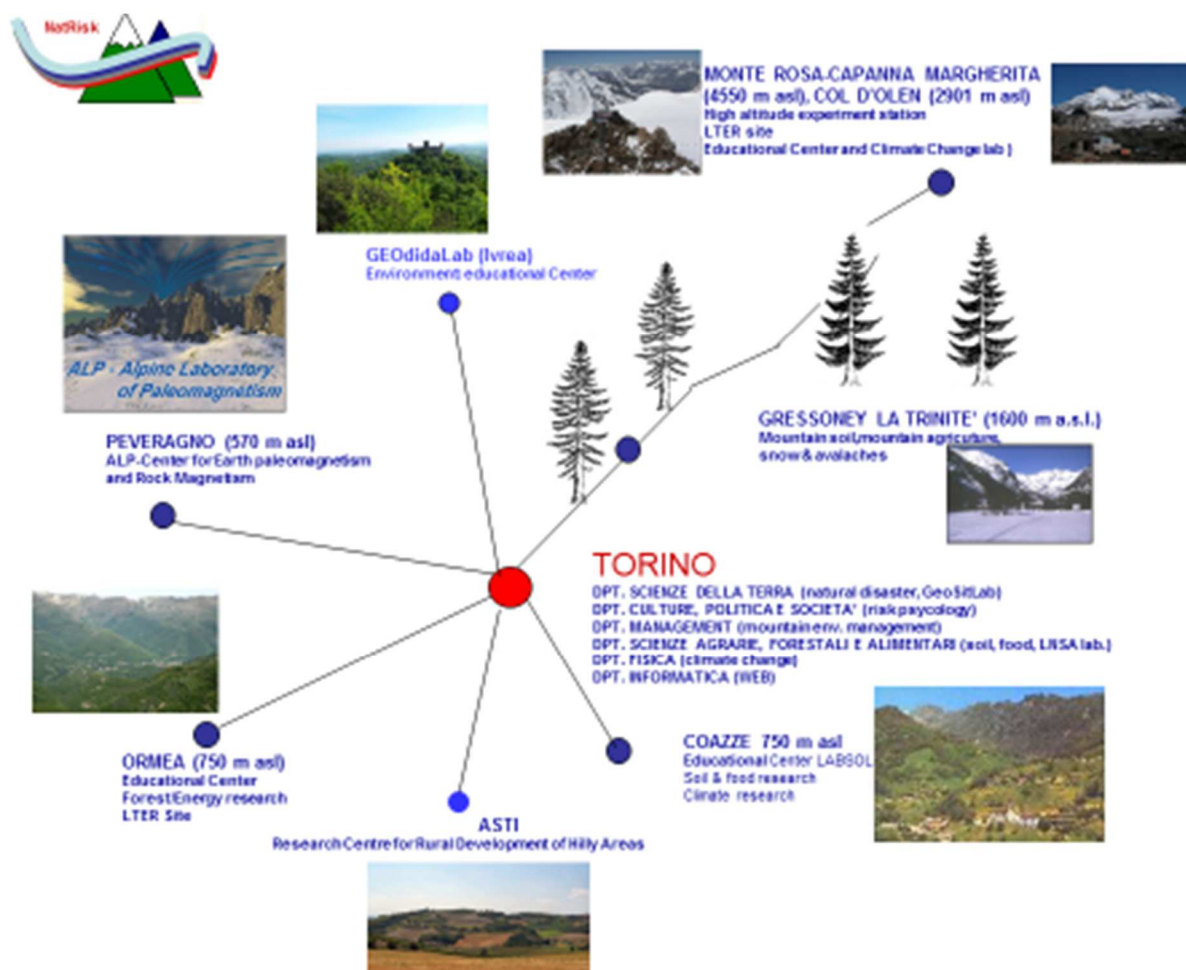 NatRisk
MONTE ROSA-CAPANNA MARGHERITA
(4550 m asl), COL D'OLEN (2901 m asl)
High altitude experiment station
LTER site
Educational Center and Climate Change lab )
GEOdidaLab (Ivrea)
Environment educational Center
ALP - Alpine Laboratory
of Paleomagnetism
PEVERAGNO (570 m asl)
ALP-Center for Earth paleomagnetism
and Rock Magnetism
GRESSONEY LA TRINITE' (1600 m a.s.l.)
Mountain soil, mountain agricuture,
snow & avalaches
TORINO
DPT. SCIENZE DELLA TERRA (natural disaster, GeoSitLab)
DPT. CULTURE, POLITICA E SOCIETA' (risk psycology)
DPT. MANAGEMENT (mountain env. management)
DPT. SCIENZE AGRARIE, FORESTALI E ALIMENTARI (soil, food, LNSA lab.)
DPT. FISICA (climate change)
DPT. INFORMATICA (WEB)
ORMEA (750 m asl)
Educational Center
Forest/Energy research
LTER Site
COAZZE 750 m asl
Educational Center LABSOL
Soil & food research
Climate research
ASTI
Research Centre for Rural Development of Hilly Areas